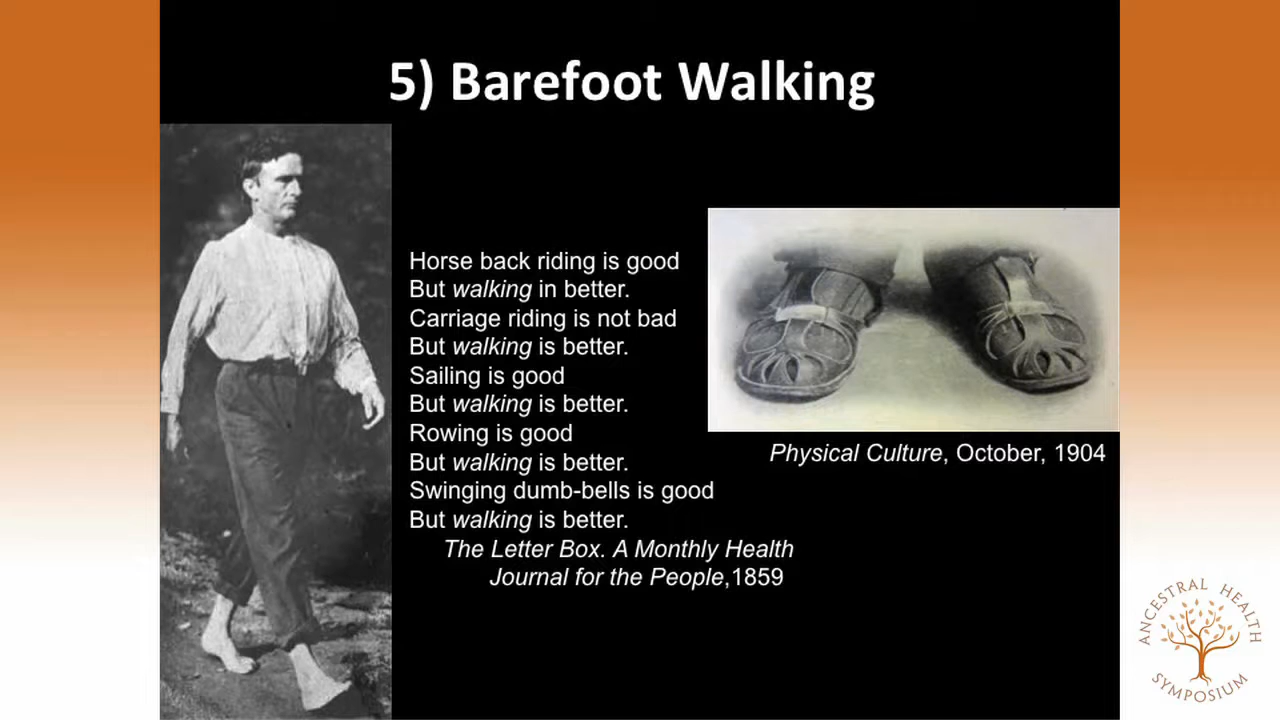 5) Barefoot Walking
Horse back riding is good
But walking in better.
Carriage riding is not bad
But walking is better.
Sailing is good
But walking is better.
Rowing is good
But walking is better.
Swinging dumb-bells is good
But walking is better.
The Letter Box. A Monthly Health
Journal for the People,1859
Physical Culture, October, 1904
ANCESTRAL HEALTH
SYMPOSIUM